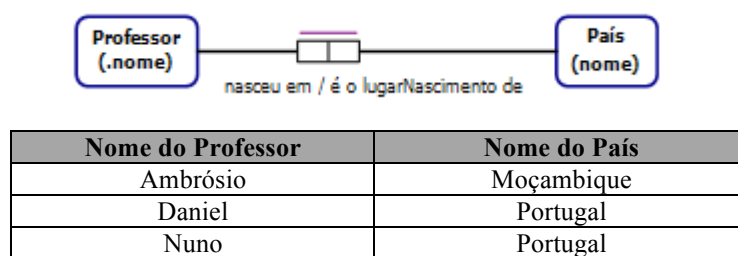 Professor
(.nome)
País
(nome)
nasceu em / é o lugarNascimento de
Nome do Professor Nome do País
Ambrósio Moçambique
Daniel Portugal
Nuno Portugal